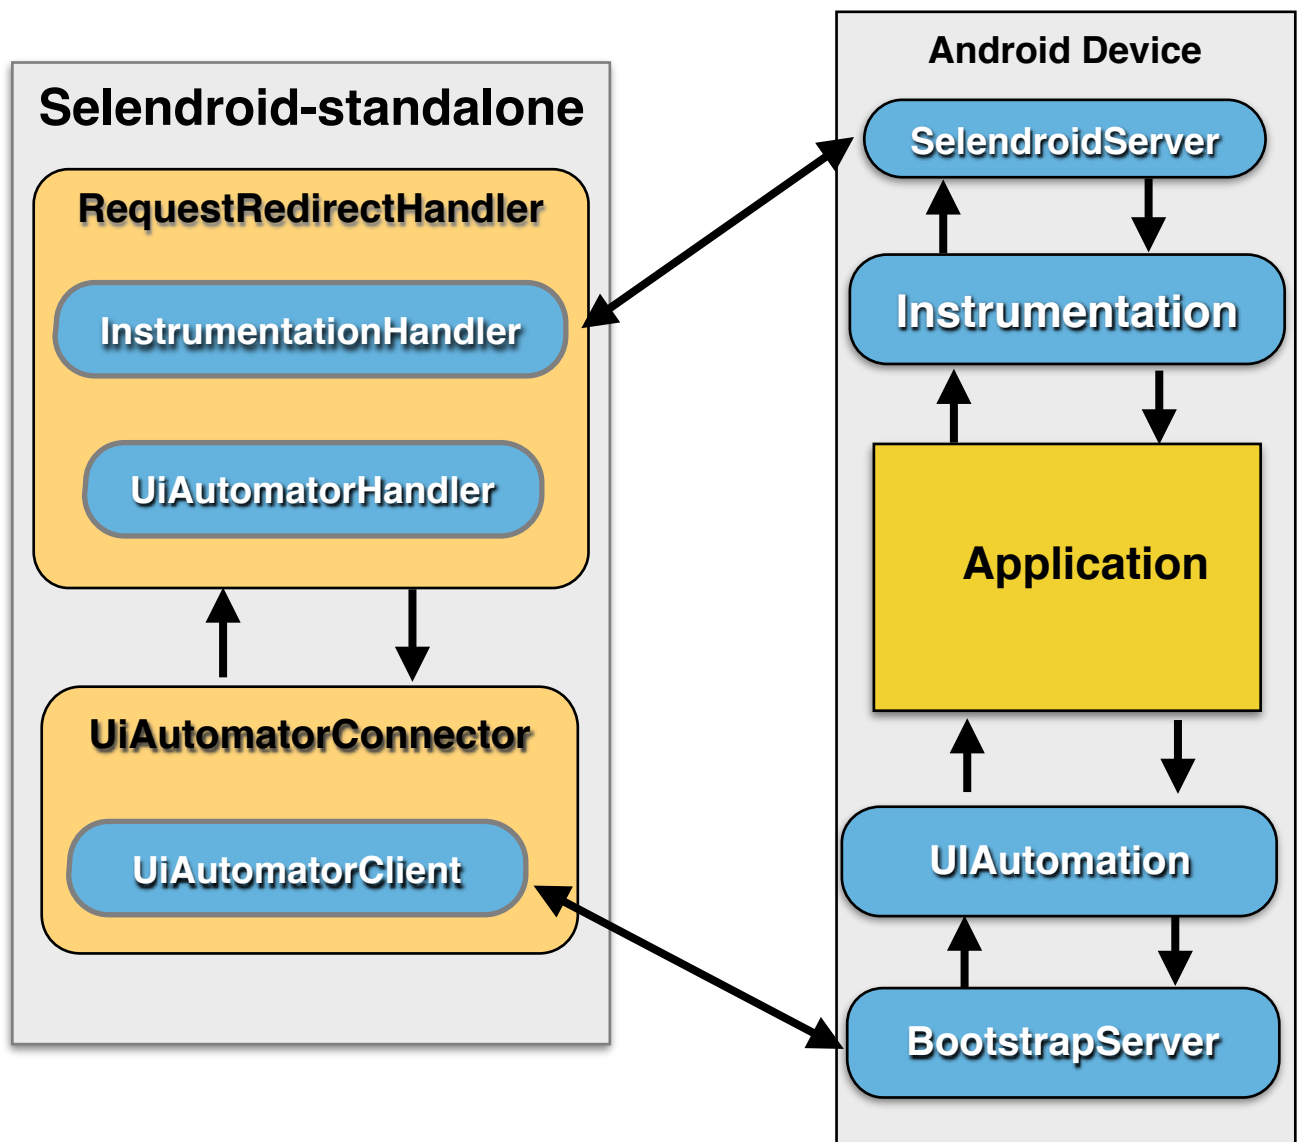 Selendroid-standalone
RequestRedirectHandler
InstrumentationHandler
UiAutomatorHandler
UiAutomatorConnector
UiAutomatorClient
Android Device
SelendroidServer
Instrumentation
Application
UIAutomation
BootstrapServer